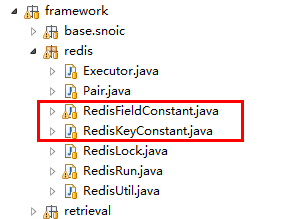 framework
base.snoic
redis
Executor.java
Pair.java
RedisFieldConstant.java
RedisKeyConstant.java
RedisLock.java
RedisRun.java
RedisUtil.java
retrieval